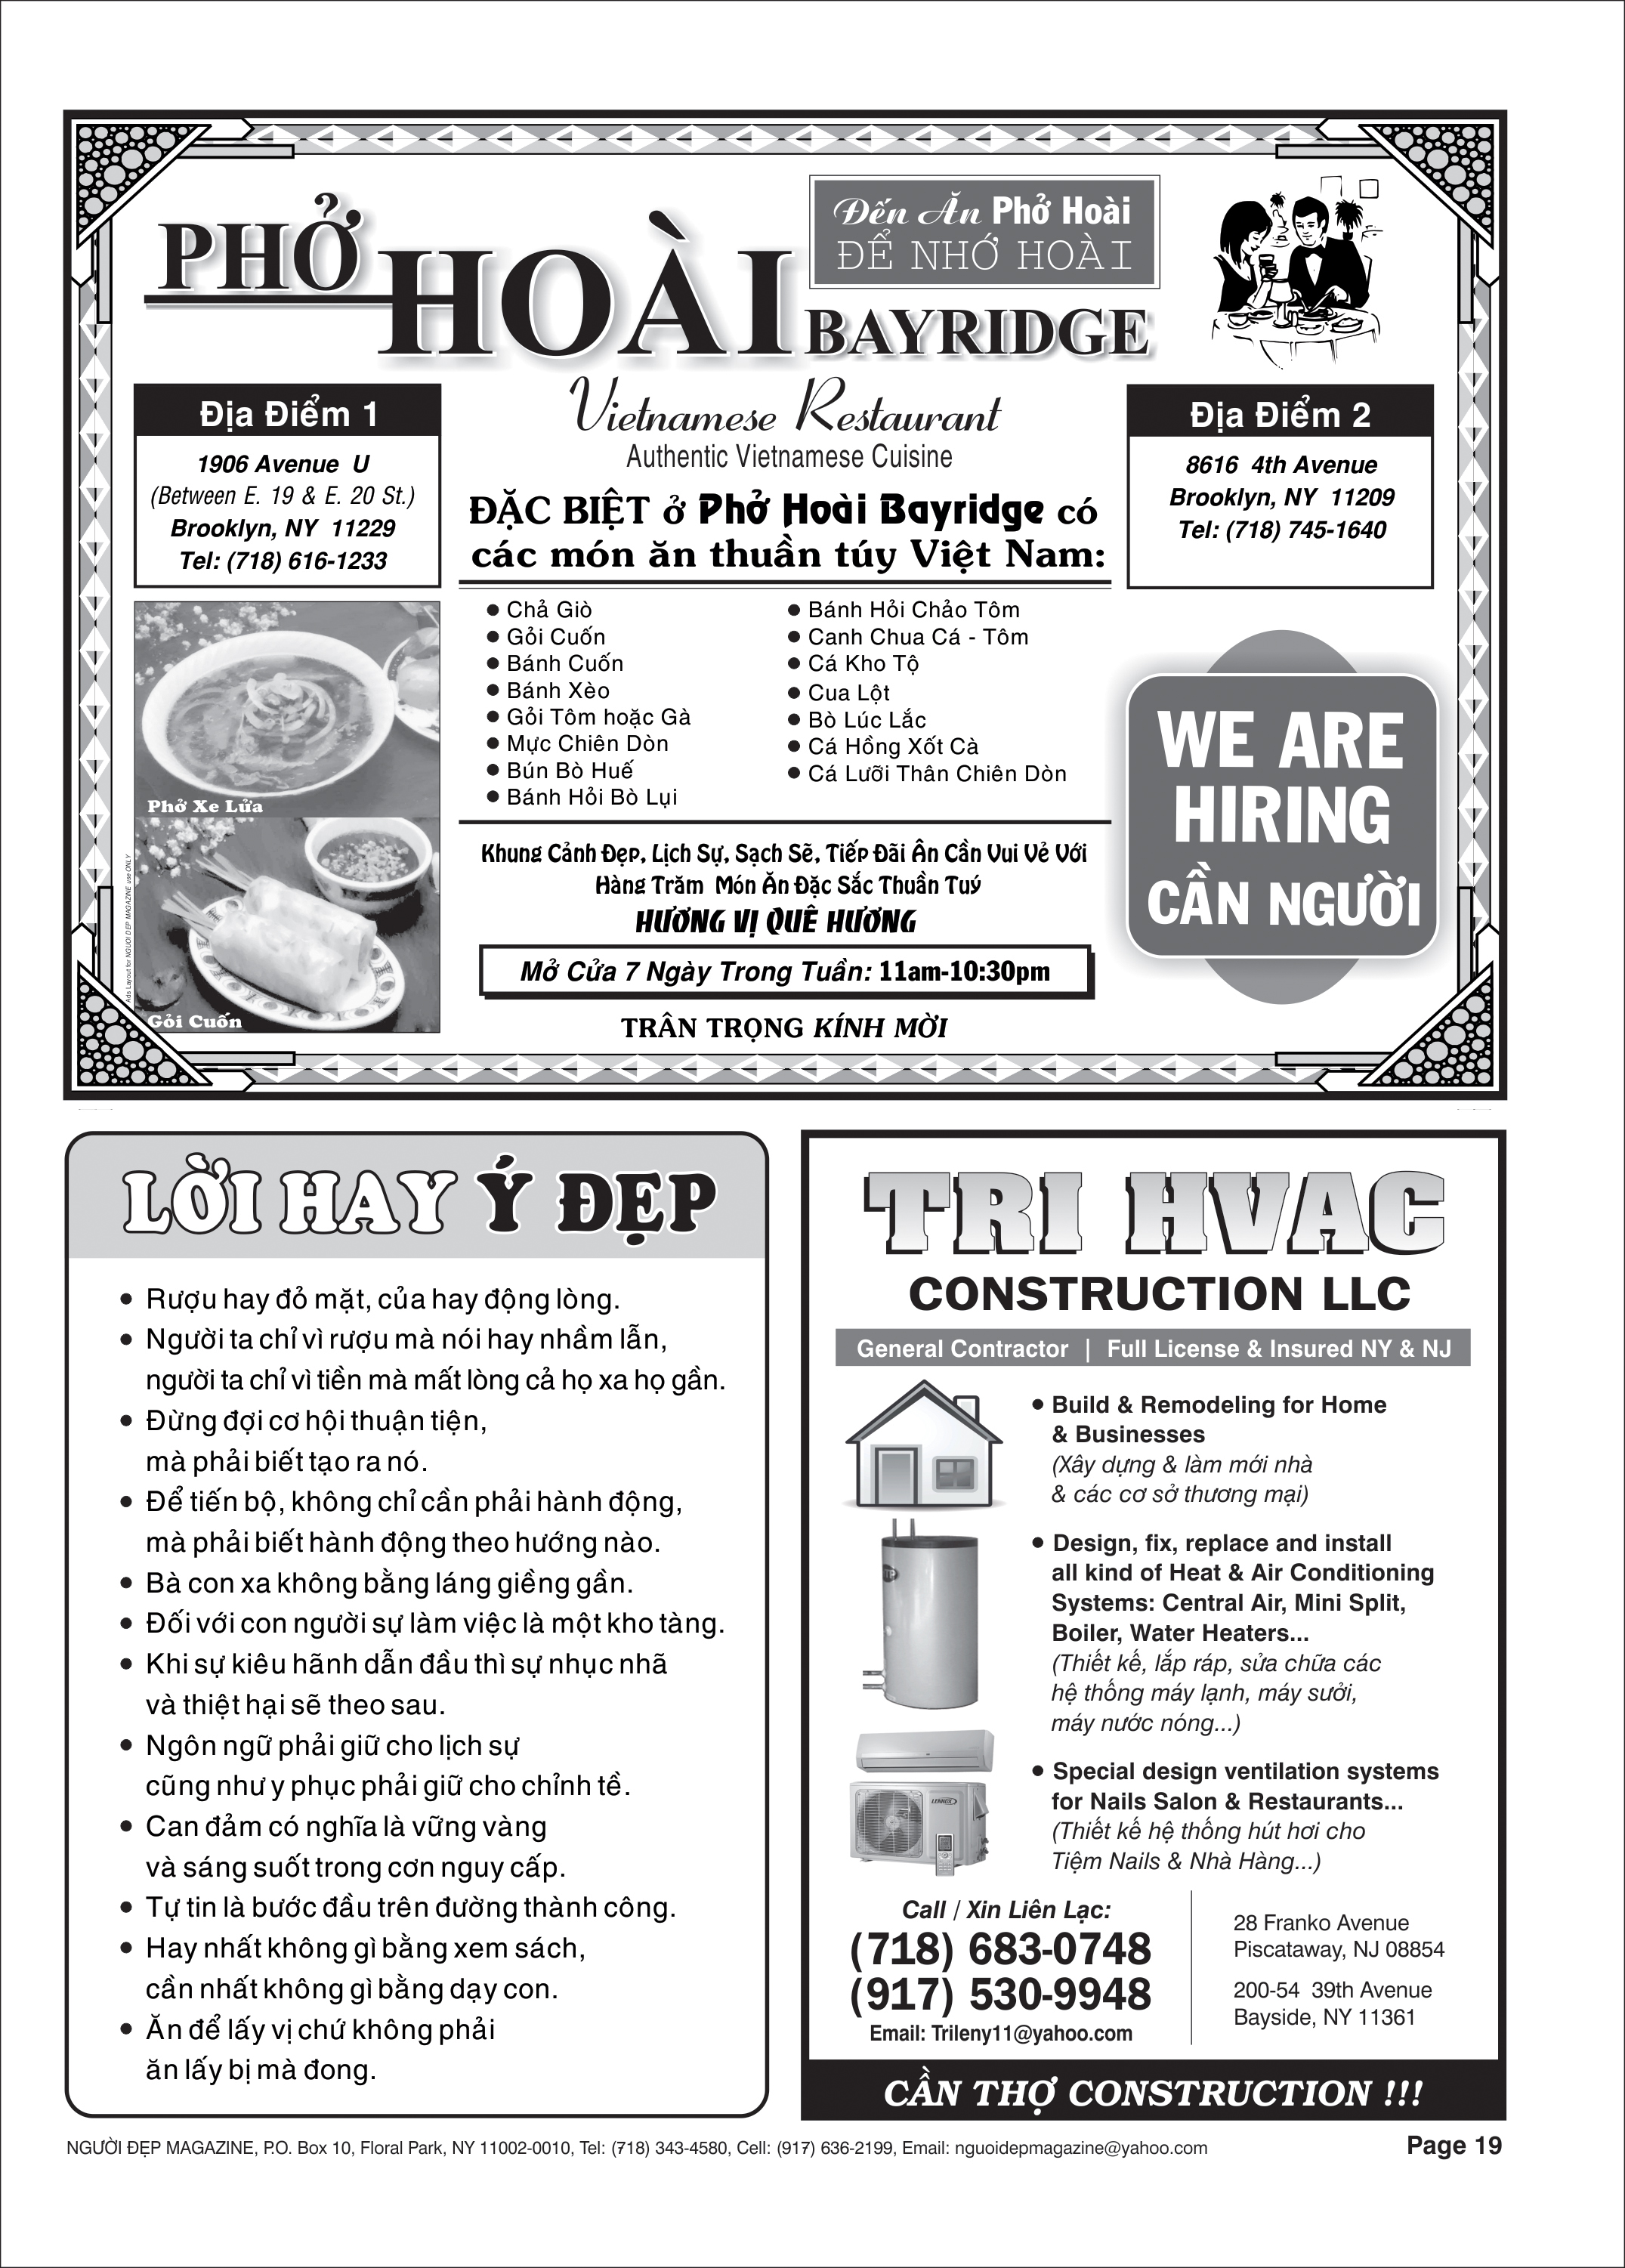 PHỞ HOÀI BAYRIDGE
Đến Ăn Phở Hoài
ĐỂ NHỚ HOÀI
Vietnamese Restaurant
Authentic Vietnamese Cuisine
Địa Điểm 1
1906 Avenue U
(Between E. 19 & E. 20 St.)
Brooklyn, NY 11229
Tel: (718) 616-1233
Địa Điểm 2
8616 4th Avenue
Brooklyn, NY 11209
Tel: (718) 745-1640
ĐẶC BIỆT ở Phở Hoài Bayridge có
các món ăn thuần túy Việt Nam:
• Chả Giò
• Gỏi Cuốn
• Bánh Cuốn
• Bánh Xèo
• Gỏi Tôm hoặc Gà
• Mực Chiên Dòn
• Bún Bò Huế
• Bánh Hỏi Bò Lụi
• Bánh Hỏi Chảo Tôm
• Canh Chua Cá - Tôm
• Cá Kho Tộ
• Cua Lột
• Bò Lúc Lắc
• Cá Hồng Xốt Cà
• Cá Lưỡi Thân Chiên Dòn
Phở Xe Lửa
Gỏi Cuốn
Ads Layout for NGUOI DEP MAGAZINE use ONLY
Khung Cảnh Đẹp, Lịch Sự, Sạch Sẽ, Tiếp Đãi Ân Cần Vui Vẻ Với
Hàng Trăm Món Ăn Đặc Sắc Thuần Tuý
HƯƠNG VỊ QUÊ HƯƠNG
Mở Cửa 7 Ngày Trong Tuần: 11am-10:30pm
TRÂN TRỌNG KÍNH MỜI
WE ARE
HIRING
CẦN NGƯỜI
LỜI HAY Ý ĐẸP
• Rượu hay đỏ mặt, của hay động lòng.
• Người ta chỉ vì rượu mà nói hay nhầm lẫn,
người ta chỉ vì tiền mà mất lòng cả họ xa họ gần.
• Đừng đợi cơ hội thuận tiện,
mà phải biết tạo ra nó.
• Để tiến bộ, không chỉ cần phải hành động,
mà phải biết hành động theo hướng nào.
• Bà con xa không bằng láng giềng gần.
• Đối với con người sự làm việc là một kho tàng.
• Khi sự kiêu hãnh dẫn đầu thì sự nhục nhã
và thiệt hại sẽ theo sau.
• Ngôn ngữ phải giữ cho lịch sự
cũng như y phục phải giữ cho chỉnh tề.
• Can đảm có nghĩa là vững vàng
và sáng suốt trong cơn nguy cấp.
• Tự tin là bước đầu trên đường thành công.
• Hay nhất không gì bằng xem sách,
cần nhất không gì bằng dạy con.
• Ăn để lấy vị chứ không phải
ăn lấy bị mà đong.
TRI HVAC
CONSTRUCTION LLC
General Contractor | Full License & Insured NY & NJ
• Build & Remodeling for Home
& Businesses
(Xây dựng & làm mới nhà
& các cơ sở thương mại)
• Design, fix, replace and install
all kind of Heat & Air Conditioning
Systems: Central Air, Mini Split,
Boiler, Water Heaters...
(Thiết kế, lắp ráp, sửa chữa các
hệ thống máy lạnh, máy sưởi,
máy nước nóng...)
LENNOX
• Special design ventilation systems
for Nails Salon & Restaurants...
(Thiết kế hệ thống hút hơi cho
Tiệm Nails & Nhà Hàng...)
Call / Xin Liên Lạc:
(718) 683-0748
(917) 530-9948
Email: Trileny11@yahoo.com
28 Franko Avenue
Piscataway, NJ 08854
200-54 39th Avenue
Bayside, NY 11361
CẦN THỢ CONSTRUCTION !!!
NGƯỜI ĐẸP MAGAZINE, P.O. Box 10, Floral Park, NY 11002-0010, Tel: (718) 343-4580, Cell: (917) 636-2199, Email: nguoidepmagazine@yahoo.com
Page 19